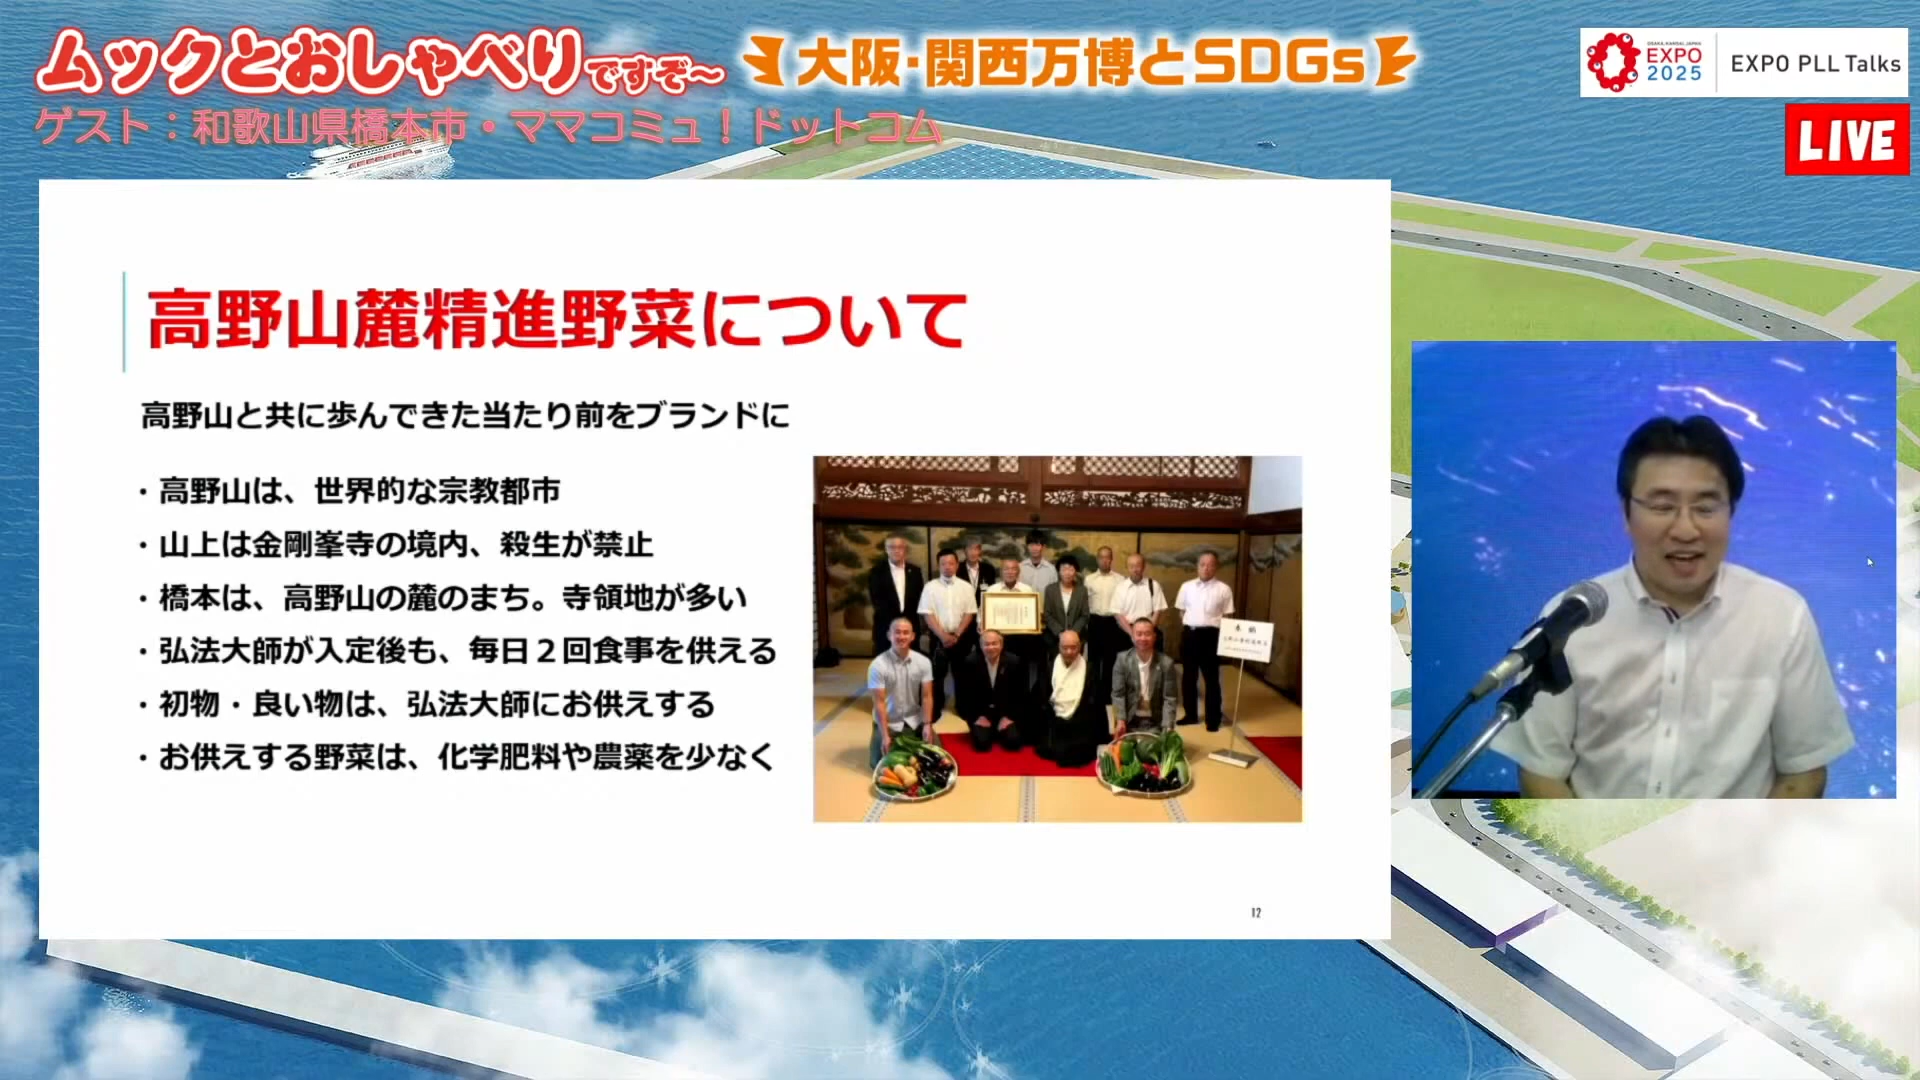 ムックとおしゃべりですぞ〜
大阪・関西万博とSDGs
ゲスト：和歌山県橋本市・ママコミュ！ドットコム
OSAKA, KANSAI, JAPAN
EXPO
2025
EXPO PLL Talks
LIVE
高野山麓精進野菜について
高野山と共に歩んできた当たり前をブランドに
・高野山は、世界的な宗教都市
・山上は金剛峯寺の境内、殺生が禁止
・橋本は、高野山の麓のまち。寺領地が多い
・弘法大師が入定後も、毎日２回食事を供える
・初物・良い物は、弘法大師にお供えする
・お供えする野菜は、化学肥料や農薬を少なく
奉納
12